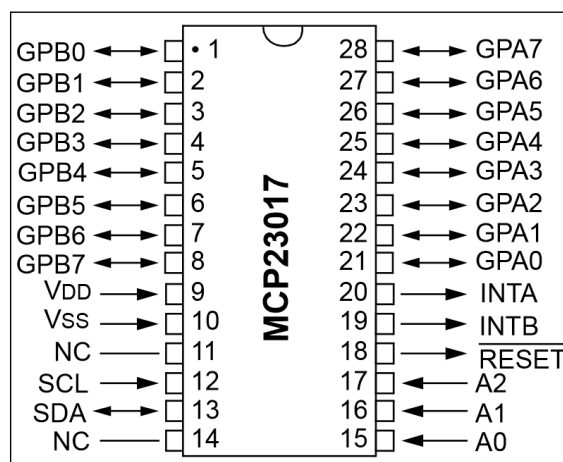 GPB0 • 1 28 GPA7
GPB1 2 27 GPA6
GPB2 3 26 GPA5
GPB3 4 25 GPA4
GPB4 5 24 GPA3
GPB5 6 23 GPA2
GPB6 7 22 GPA1
GPB7 8 21 GPA0
VDD 9 20 INTA
VSS 10 19 INTB
NC 11 18 RESET
SCL 12 17 A2
SDA 13 16 A1
NC 14 15 A0
MCP23017